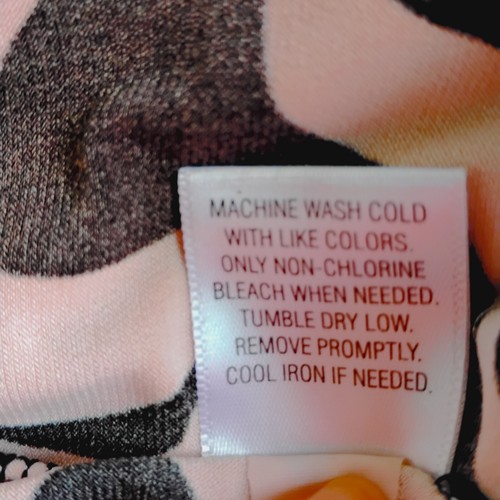 MACHINE WASH COLD
WITH LIKE COLORS.
ONLY NON-CHLORINE
BLEACH WHEN NEEDED.
TUMBLE DRY LOW.
REMOVE PROMPTLY.
COOL IRON IF NEEDED.